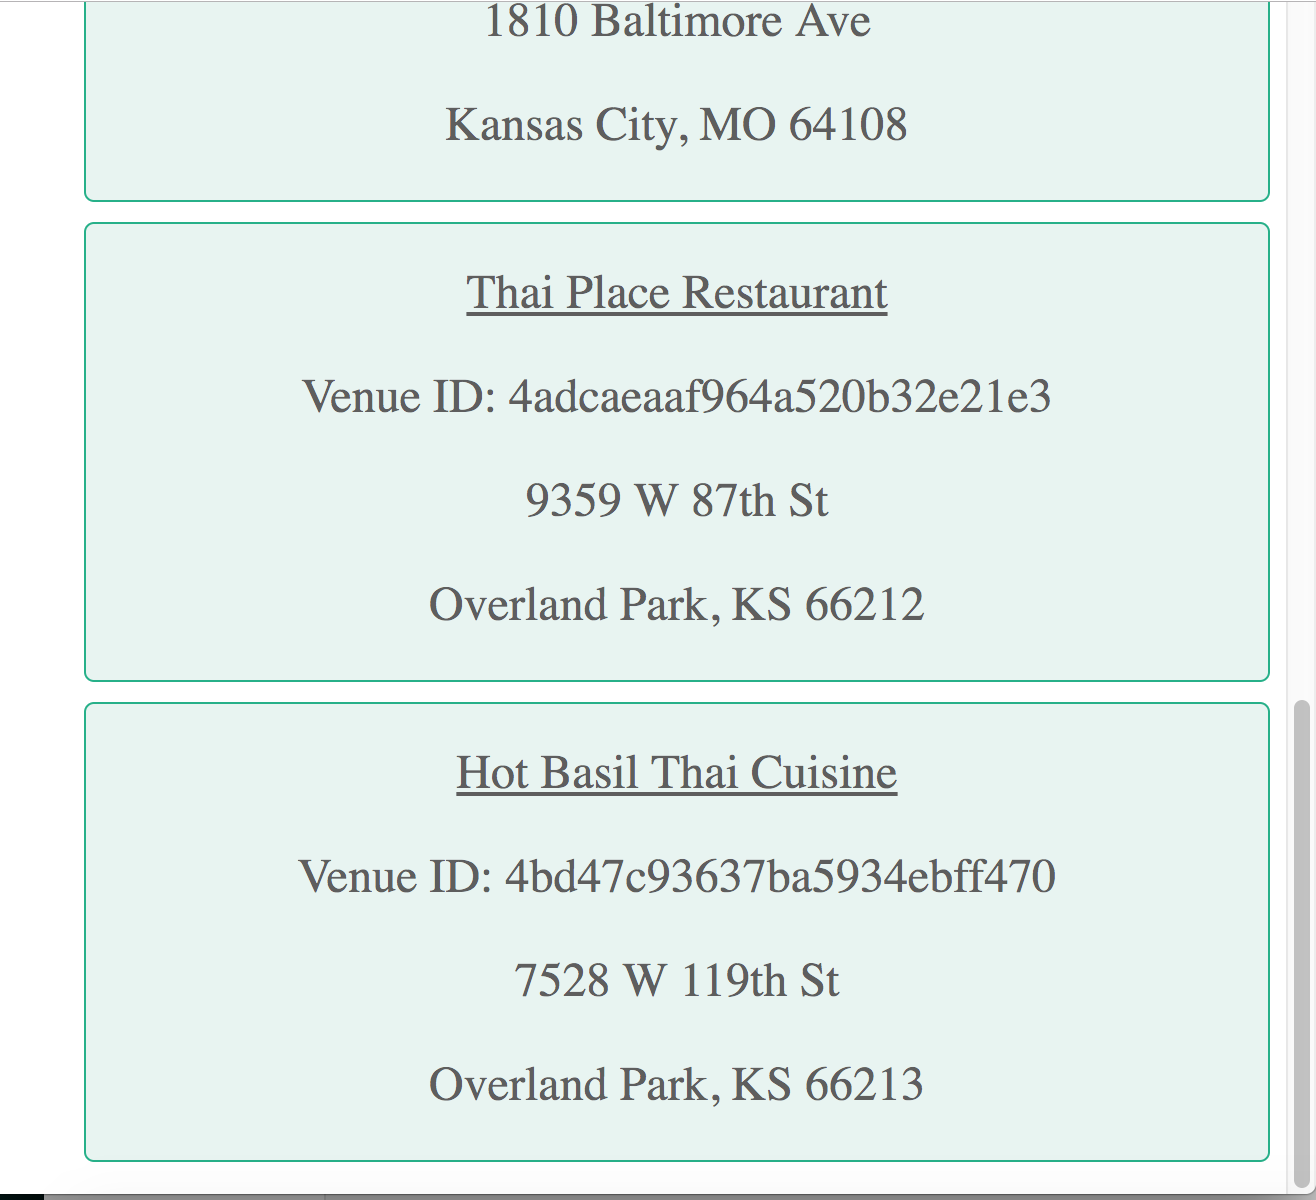 1810 Baltimore Ave
Kansas City, MO 64108
Thai Place Restaurant
Venue ID: 4adcaeaaf964a520b32e21e3
9359 W 87th St
Overland Park, KS 66212
Hot Basil Thai Cuisine
Venue ID: 4bd47c93637ba5934ebff470
7528 W 119th St
Overland Park, KS 66213